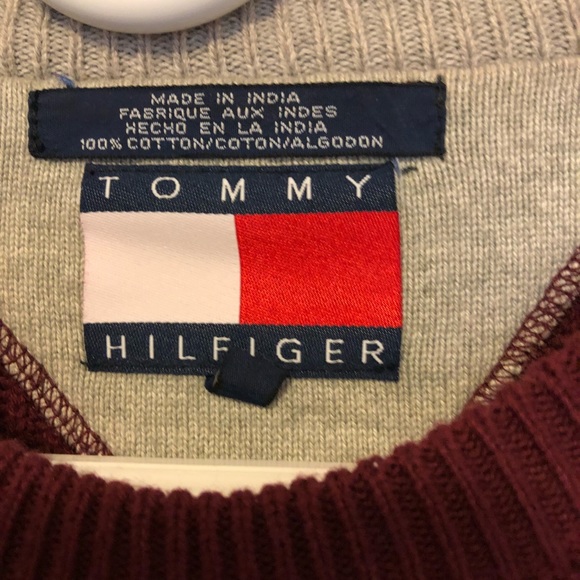 MADE IN INDIA
FABRIQUE AUX INDES
HECHO EN LA INDIA
100% COTTON/COTON/ALGODON
TOMMY
HILFIGER